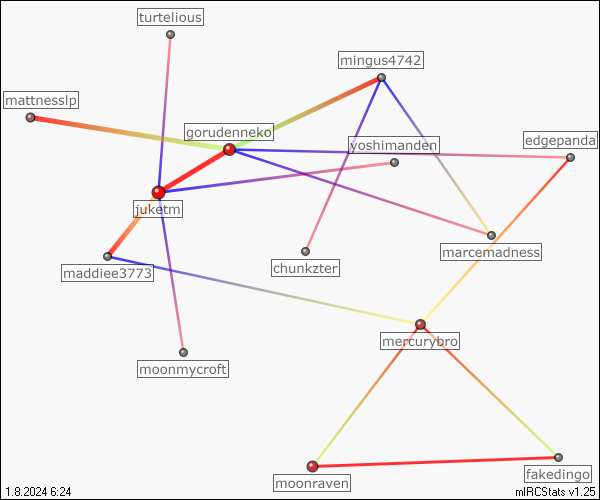 turtelious
mingus4742
mattnesslp
gorudenneko
yoshimanden
edgepanda
juketm
marcemadness
maddiee3773
chunkzter
mercurybro
moonmycroft
moonraven
fakedingo
1.8.2024 6:24
mIRCStats v1.25